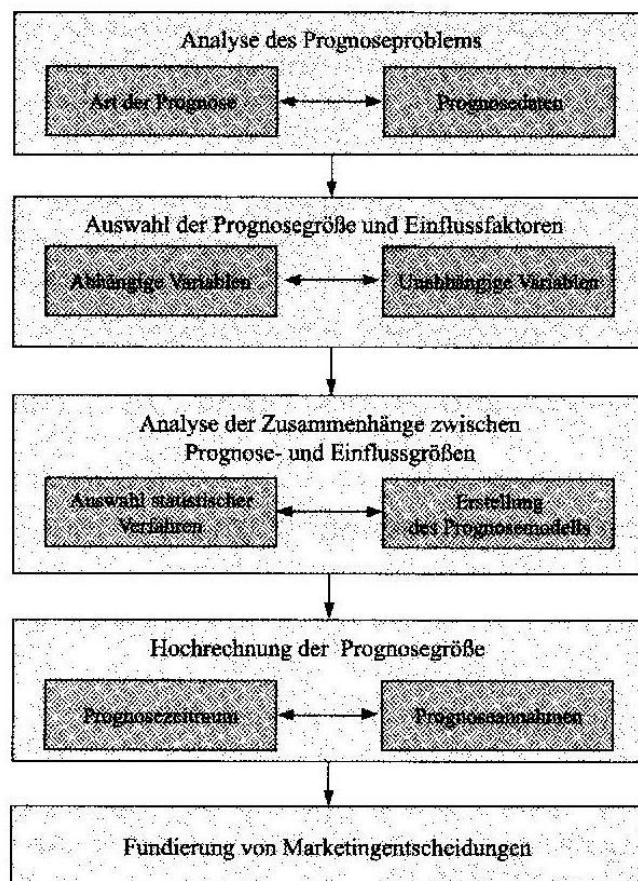 Analyse des Prognoseproblems
Art der Prognose
Prognosedaten
Auswahl der Prognosegröße und Einflussfaktoren
Abhängige Variablen
Unabhängige Variablen
Analyse der Zusammenhänge zwischen
Prognose- und Einflussgrößen
Auswahl statistischer
Verfahren
Erstellung
des Prognosemodells
Hochrechnung der Prognosegröße
Prognosezeitraum
Prognoseannahmen
Fundierung von Marketingentscheidungen